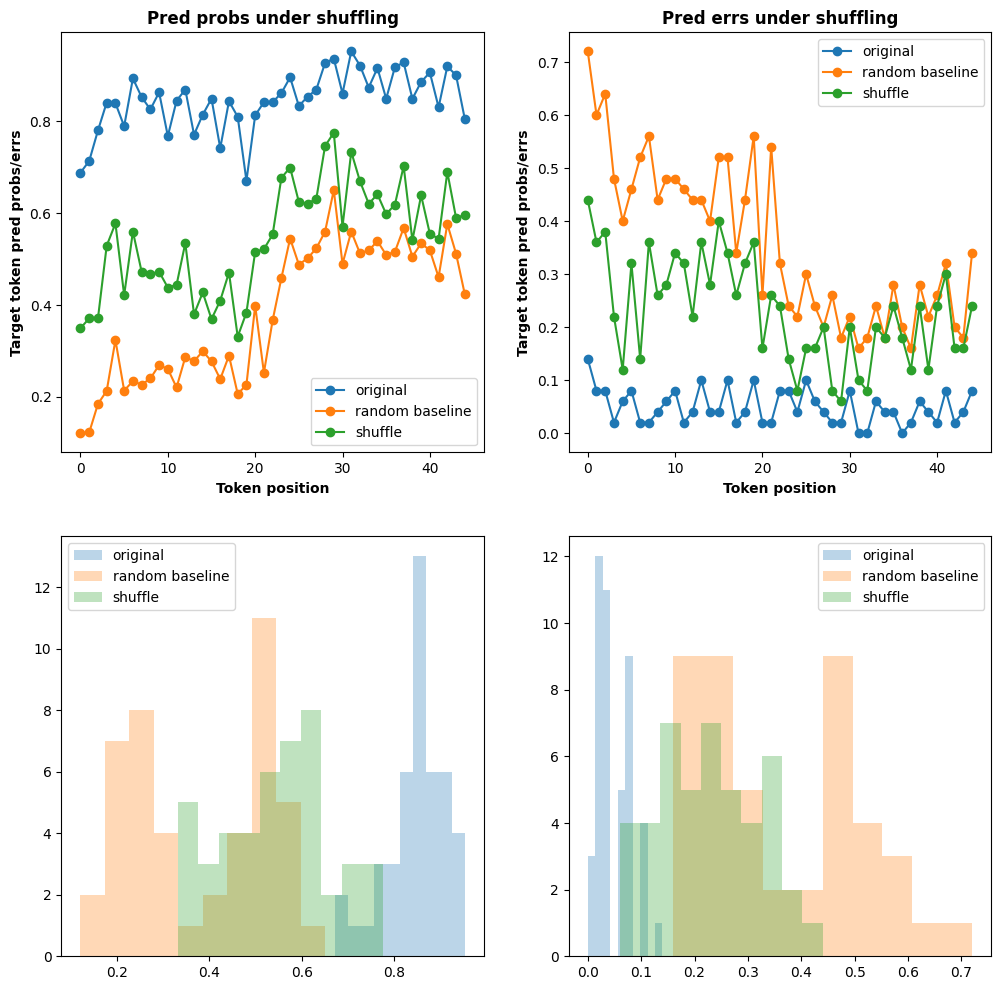 Pred probs under shuffling
Target token pred probs/errs
0.8
0.6
0.4
0.2
original
random baseline
shuffle
0 10 20 30 40
Token position
Pred errs under shuffling
Target token pred probs/errs
0.7
0.6
0.5
0.4
0.3
0.2
0.1
0.0
original
random baseline
shuffle
0 10 20 30 40
Token position
12
10
8
6
4
2
0
original
random baseline
shuffle
0.2 0.4 0.6 0.8
12
10
8
6
4
2
0
original
random baseline
shuffle
0.0 0.1 0.2 0.3 0.4 0.5 0.6 0.7